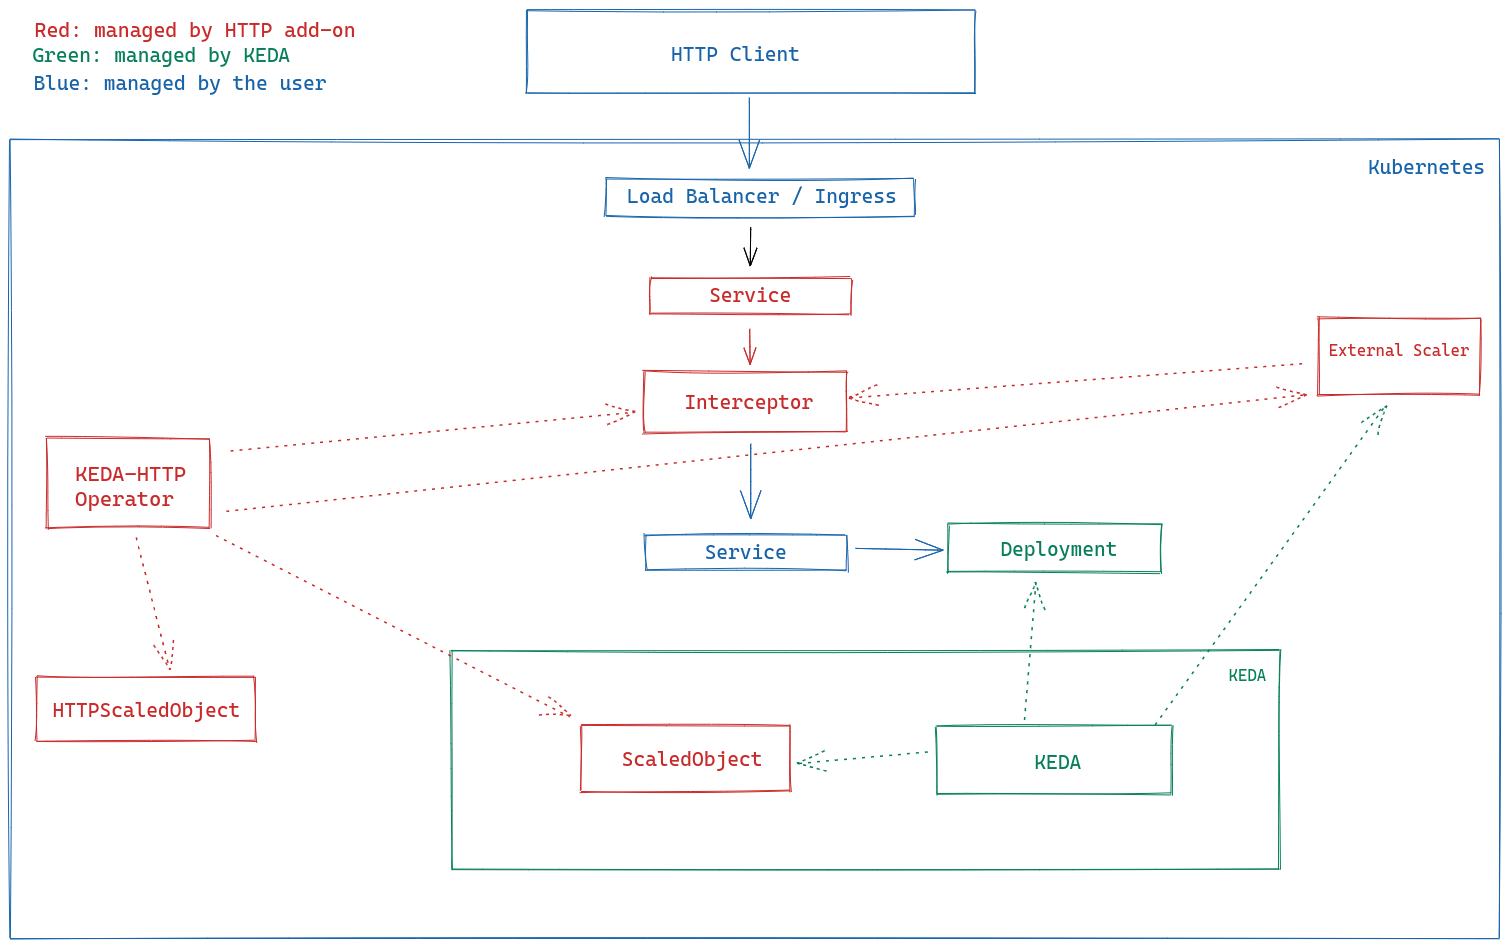 Red: managed by HTTP add-on
Green: managed by KEDA
Blue: managed by the user
HTTP Client
Kubernetes
Load Balancer / Ingress
Service
External Scaler
Interceptor
KEDA-HTTP
Operator
Service
Deployment
KEDA
HTTPScaledObject
ScaledObject
KEDA